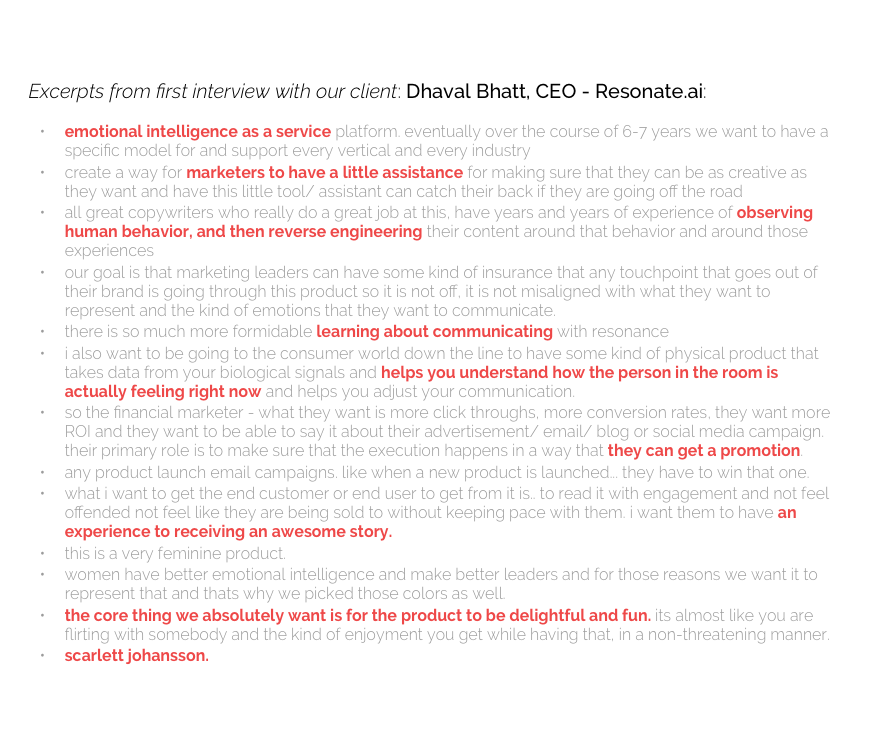 Excerpts from first interview with our client: Dhaval Bhatt, CEO - Resonate.ai:
• emotional intelligence as a service platform. eventually over the course of 6-7 years we want to have a
specific model for and support every vertical and every industry
• create a way for marketers to have a little assistance for making sure that they can be as creative as
they want and have this little tool/ assistant can catch their back if they are going off the road
• all great copywriters who really do a great job at this, have years and years of experience of observing
human behavior, and then reverse engineering their content around that behavior and around those
experiences
• our goal is that marketing leaders can have some kind of insurance that any touchpoint that goes out of
their brand is going through this product so it is not off, it is not misaligned with what they want to
represent and the kind of emotions that they want to communicate.
• there is so much more formidable learning about communicating with resonance
• i also want to be going to the consumer world down the line to have some kind of physical product that
takes data from your biological signals and helps you understand how the person in the room is
actually feeling right now and helps you adjust your communication.
• so the financial marketer - what they want is more click throughs, more conversion rates, they want more
ROI and they want to be able to say it about their advertisement/ email/ blog or social media campaign.
their primary role is to make sure that the execution happens in a way that they can get a promotion.
• any product launch email campaigns. like when a new product is launched... they have to win that one.
• what i want to get the end customer or end user to get from it is.. to read it with engagement and not feel
offended not feel like they are being sold to without keeping pace with them. i want them to have an
experience to receiving an awesome story.
• this is a very feminine product.
• women have better emotional intelligence and make better leaders and for those reasons we want it to
represent that and thats why we picked those colors as well.
• the core thing we absolutely want is for the product to be delightful and fun. its almost like you are
flirting with somebody and the kind of enjoyment you get while having that, in a non-threatening manner.
• scarlett johansson.